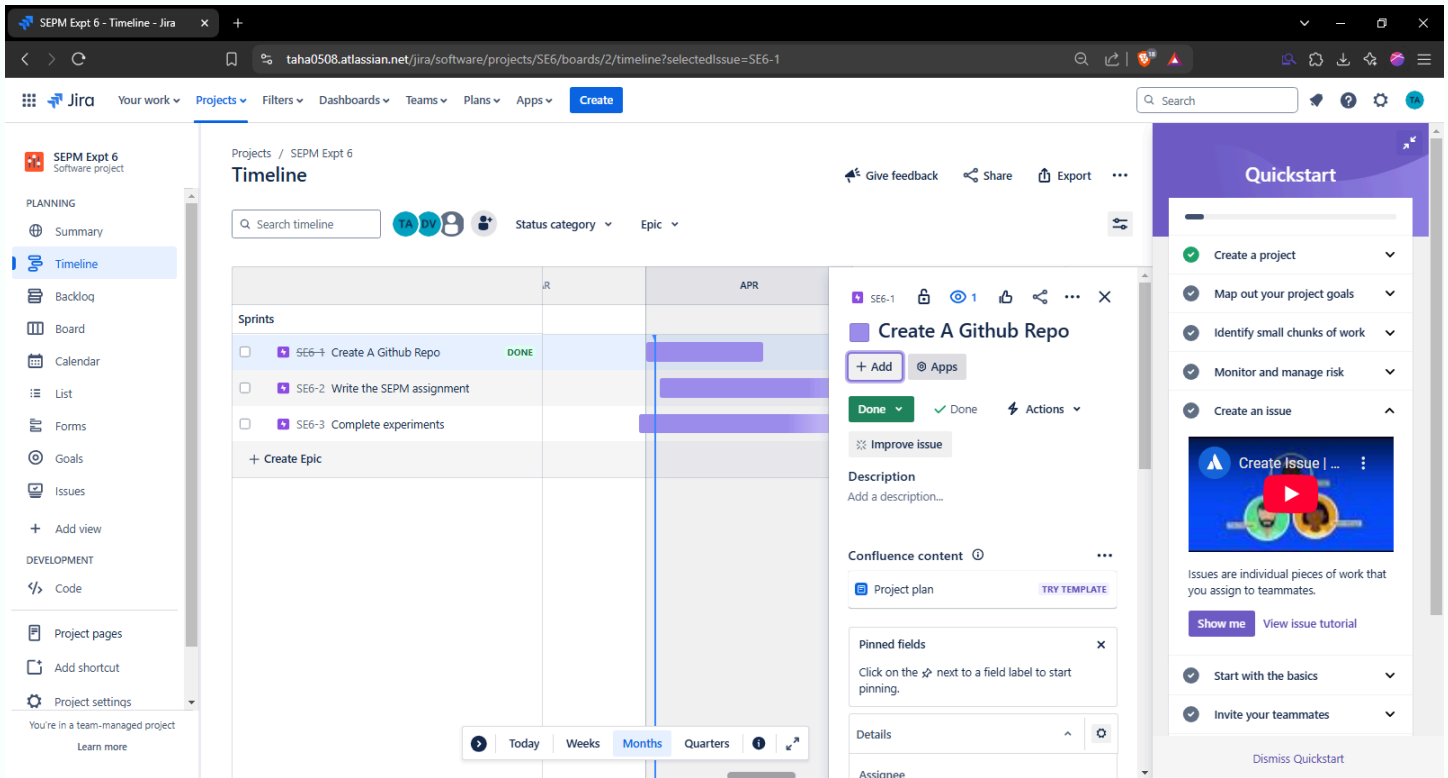 SEPM Expt 6 - Timeline - Jira
taha0508.atlassian.net/jira/software/projects/SE6/boards/2/timeline?selectedIssue=SE6-1
18
Jira
Your work
Projects
Filters
Dashboards
Teams
Plans
Apps
Create
Search
TA
SEPM Expt 6
Software project
PLANNING
Summary
Timeline
Backlog
Board
Calendar
List
Forms
Goals
Issues
Add view
DEVELOPMENT
Code
Project pages
Add shortcut
Project settings
You're in a team-managed project
Learn more
Projects / SEPM Expt 6
Timeline
Give feedback
Share
Export
Search timeline
TA
DV
Status category
Epic
APR
Sprints
SE6-1 Create A Github Repo DONE
SE6-2 Write the SEPM assignment
SE6-3 Complete experiments
+ Create Epic
Today
Weeks
Months
Quarters
SE6-1
1
Create A Github Repo
+ Add
Apps
Done
Done
Actions
Improve issue
Description
Add a description...
Confluence content
Project plan
TRY TEMPLATE
Pinned fields
Click on the next to a field label to start
pinning.
Details
Assignee
Quickstart
Create a project
Map out your project goals
Identify small chunks of work
Monitor and manage risk
Create an issue
Create Issue | ...
Issues are individual pieces of work that
you assign to teammates.
Show me
View issue tutorial
Start with the basics
Invite your teammates
Dismiss Quickstart